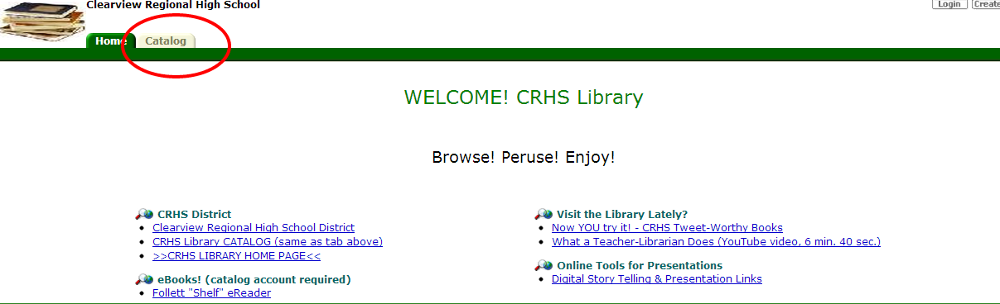 Clearview Regional High School
Login
Create
Home
Catalog
WELCOME! CRHS Library
Browse! Peruse! Enjoy!
CRHS District
Clearview Regional High School District
CRHS Library CATALOG (same as tab above)
>>CRHS LIBRARY HOME PAGE<<
eBooks! (catalog account required)
Follett "Shelf" eReader
Visit the Library Lately?
Now YOU try it! - CRHS Tweet-Worthy Books
What a Teacher-Librarian Does (YouTube video, 6 min. 40 sec.)
Online Tools for Presentations
Digital Story Telling & Presentation Links